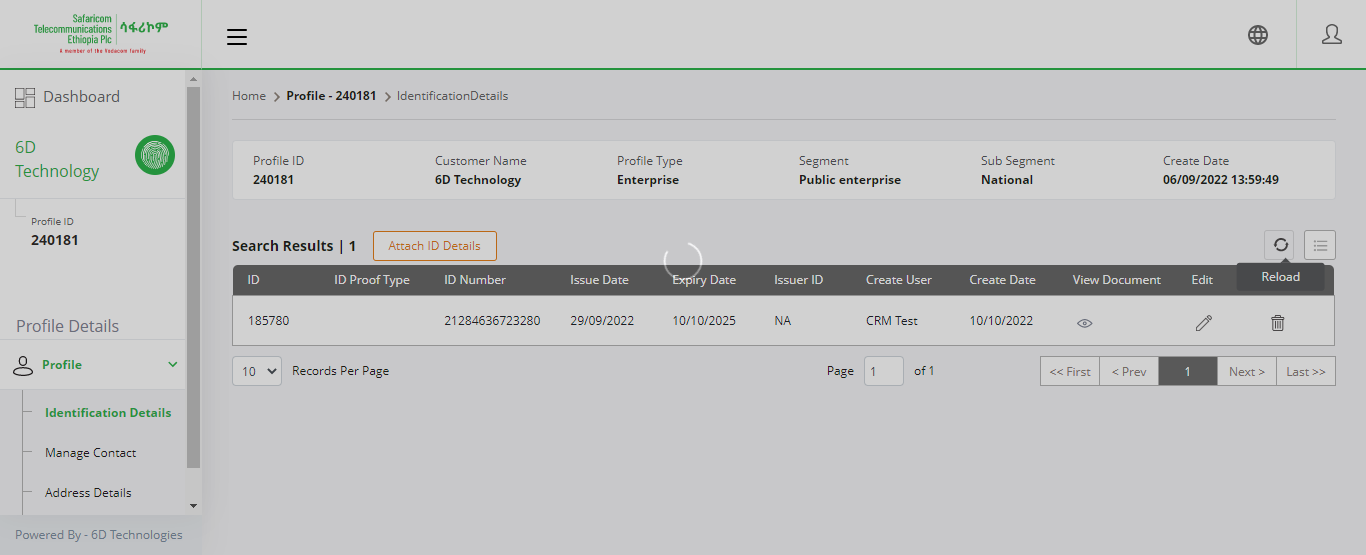 Safaricom
Telecommunications
Ethiopia Plc
ሳፋሪኮም
A member of the Vodacom family
Dashboard
6D
Technology
Profile ID
240181
Profile Details
Profile
Identification Details
Manage Contact
Address Details
Powered By - 6D Technologies
Home > Profile - 240181 > IdentificationDetails
Profile ID Customer Name Profile Type Segment Sub Segment Create Date
240181 6D Technology Enterprise Public enterprise National 06/09/2022 13:59:49
Search Results | 1 Attach ID Details
Reload
ID ID Proof Type ID Number Issue Date Expiry Date Issuer ID Create User Create Date View Document Edit
185780 21284636723280 29/09/2022 10/10/2025 NA CRM Test 10/10/2022
10 Records Per Page Page 1 of 1 << First < Prev 1 Next > Last >>